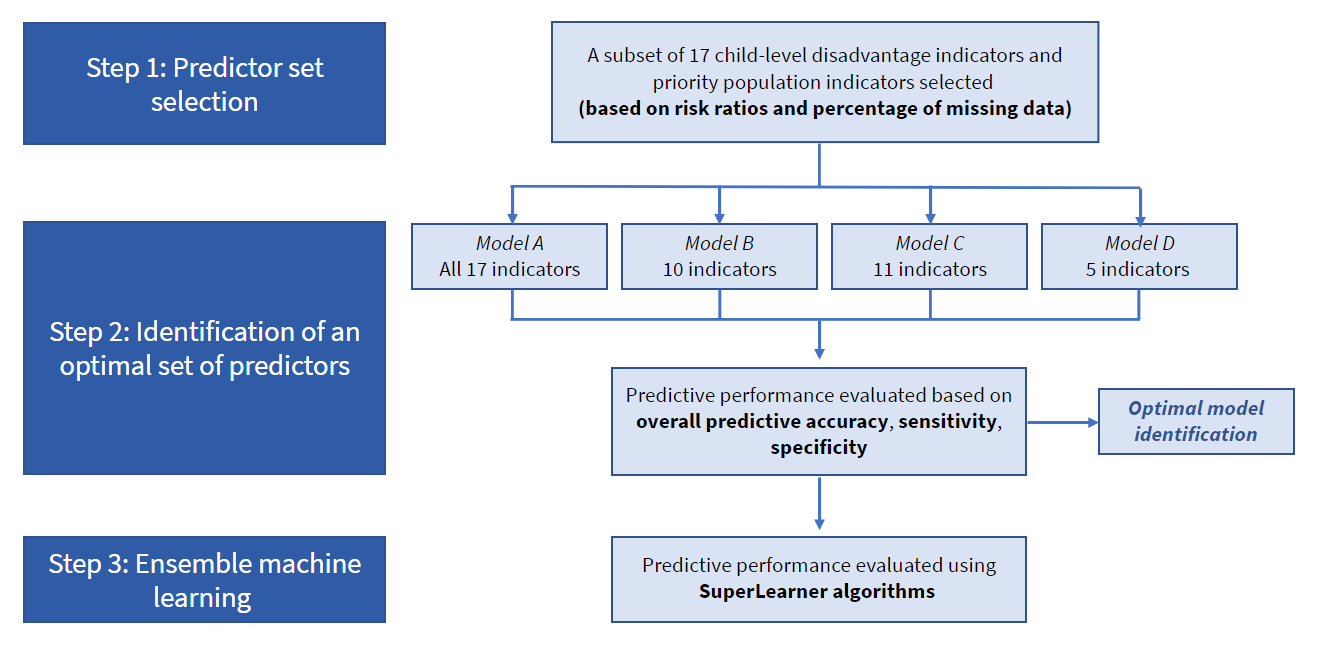 Step 1: Predictor set
selection
A subset of 17 child-level disadvantage indicators and
priority population indicators selected
(based on risk ratios and percentage of missing data)
Step 2: Identification of an
optimal set of predictors
Model A
All 17 indicators
Model B
10 indicators
Model C
11 indicators
Model D
5 indicators
Predictive performance evaluated based on
overall predictive accuracy, sensitivity,
specificity
Optimal model
identification
Step 3: Ensemble machine
learning
Predictive performance evaluated using
SuperLearner algorithms